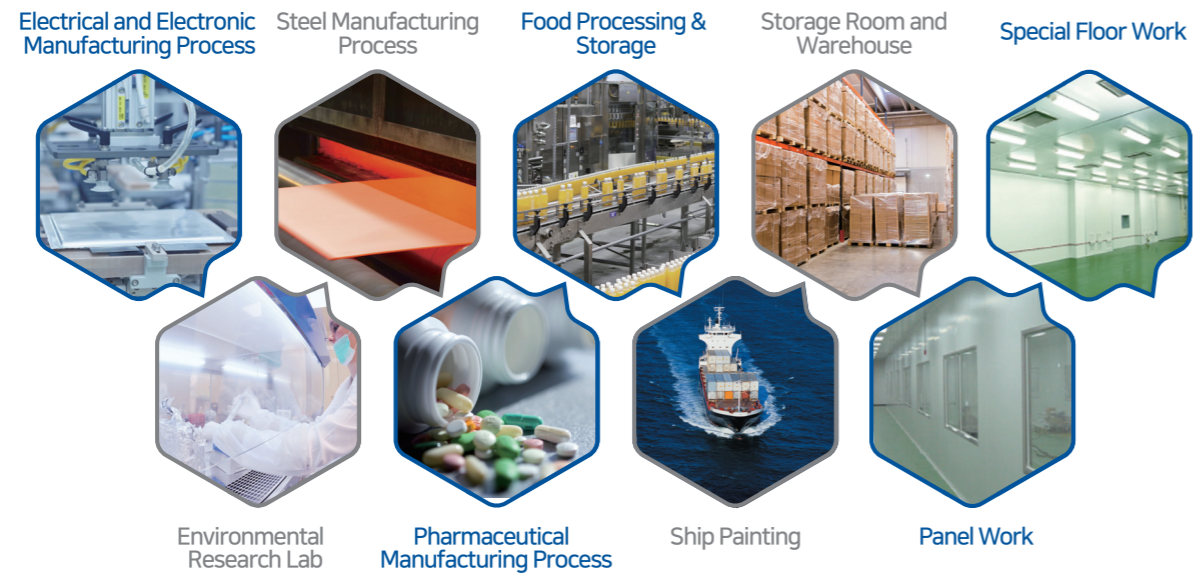 Electrical and Electronic
Manufacturing Process
Steel Manufacturing
Process
Food Processing &
Storage
Storage Room and
Warehouse
Special Floor Work
Environmental
Research Lab
Pharmaceutical
Manufacturing Process
Ship Painting
Panel Work